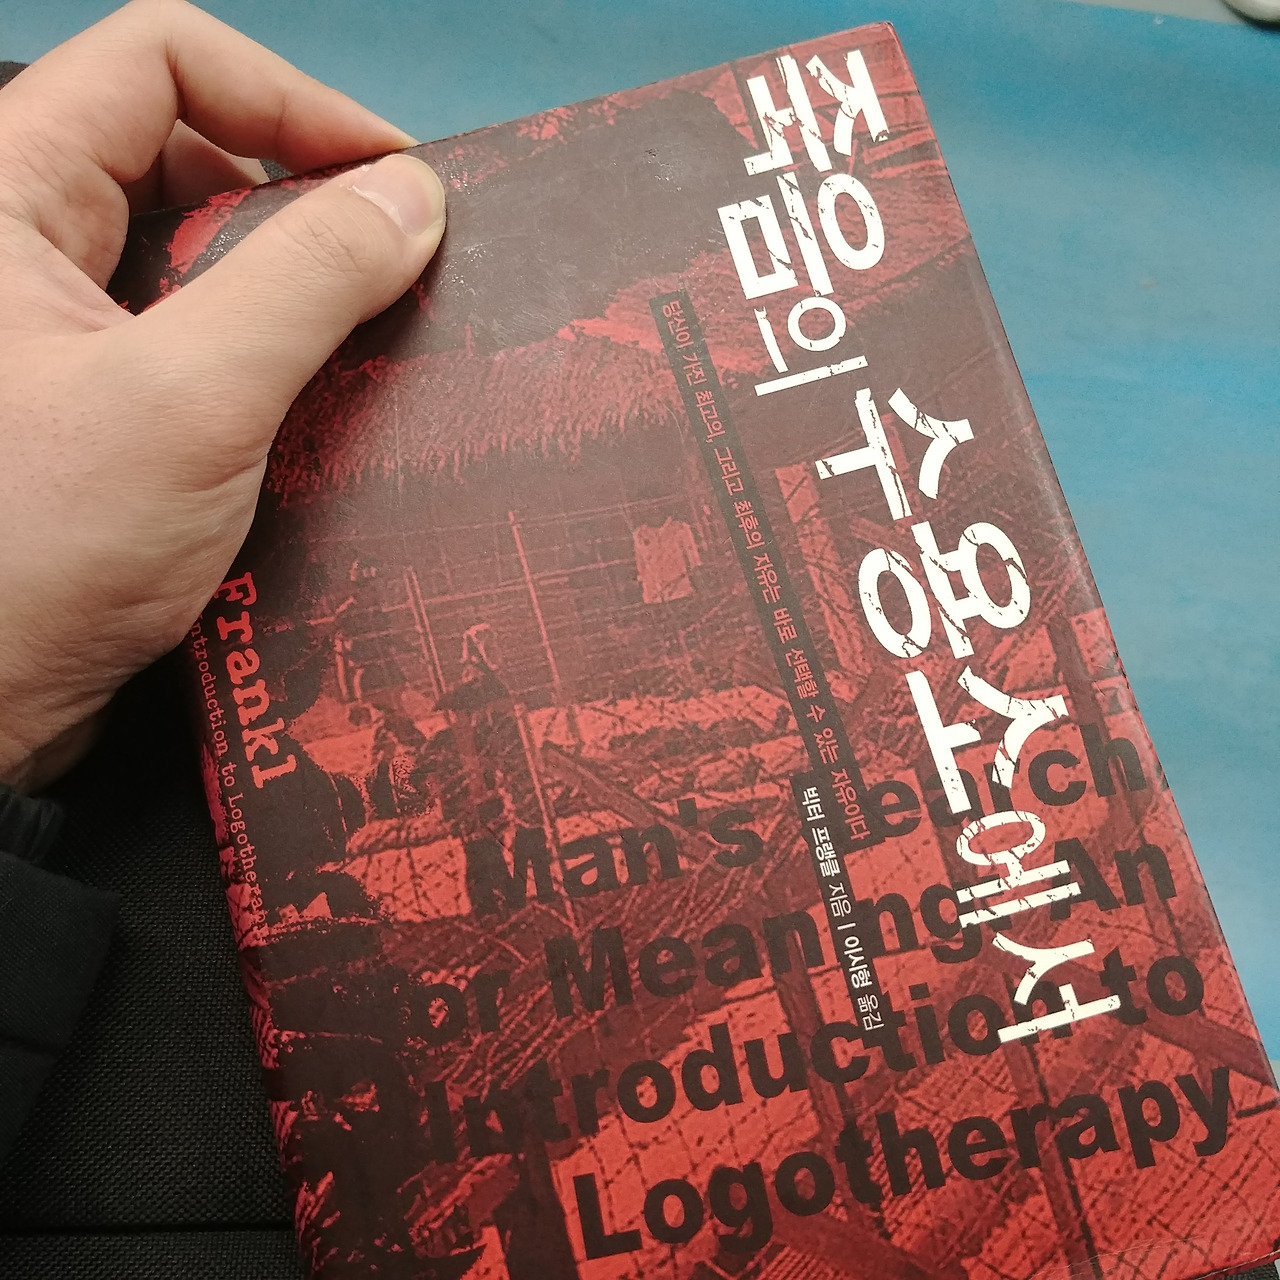 죽음의 수용소에서
당신이 가진 최고의, 그리고 최후의 자유는 바로 선택할 수 있는 자유이다
빅터 프랭클 지음 | 이시형 옮김
Man's Search
for Meaning: An
Introduction to
Logotherapy
Frankl
Introduction to Logotherapy